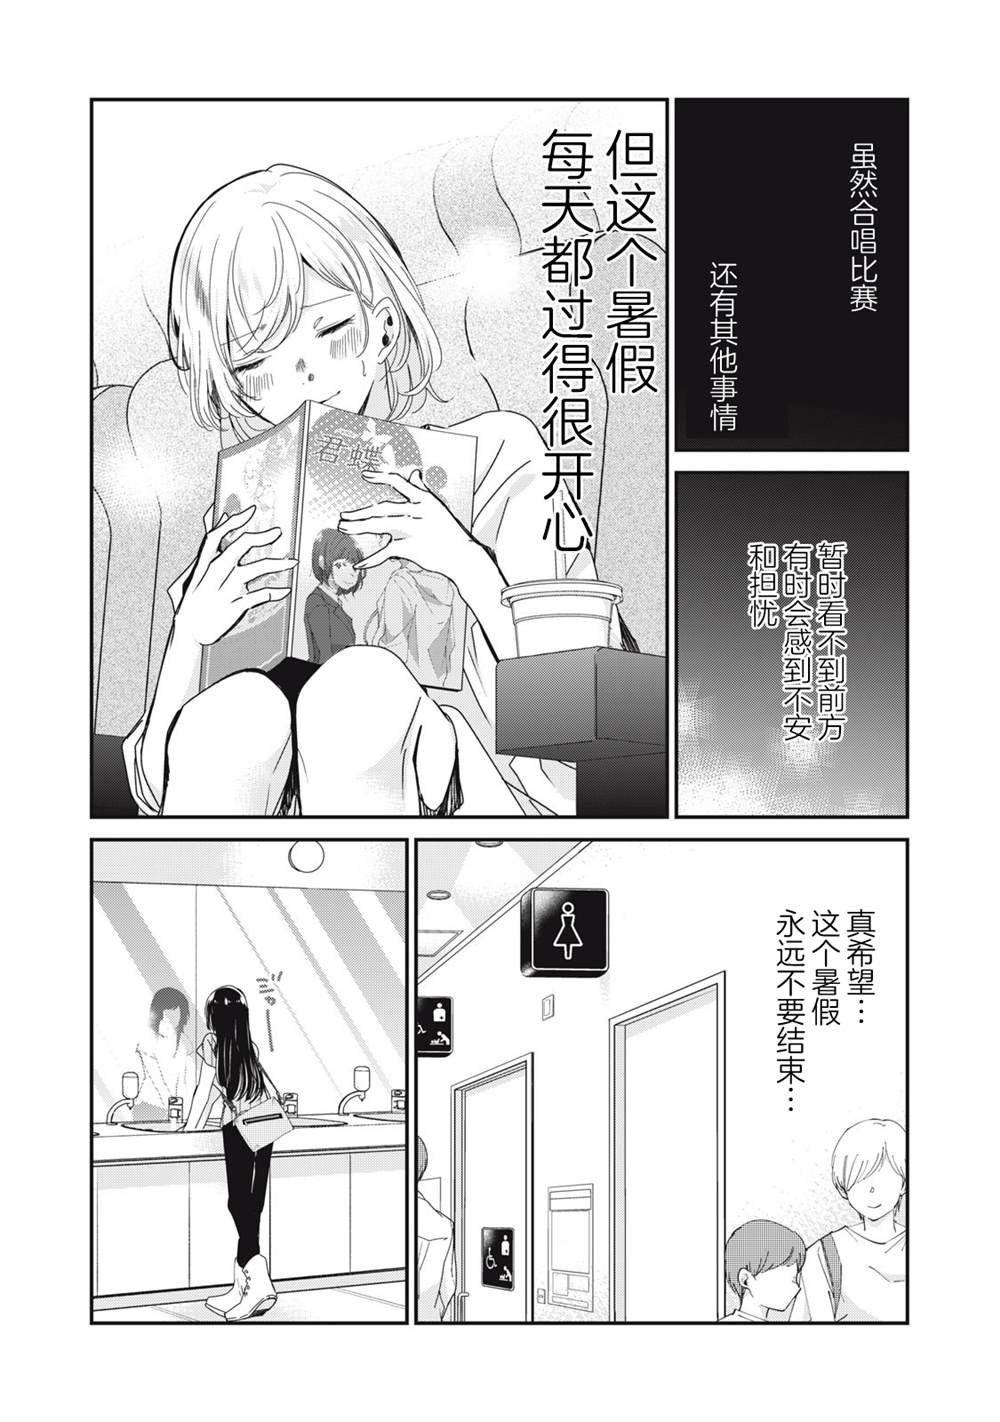 虽然合唱比赛
还有其他事情
暂时看不到前方
有时会感到不安
和担忧
但这个暑假
每天都过得很开心
君蝶
真希望…
这个暑假
永远不要结束…